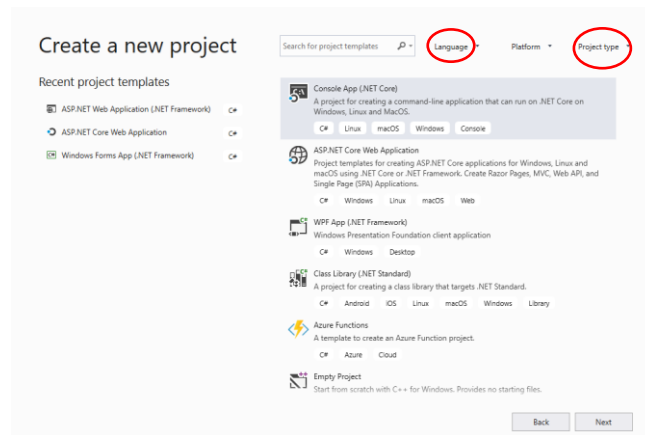 Create a new project
Search for project templates
Language
Platform
Project type
Recent project templates
ASP.NET Web Application (.NET Framework) C#
ASP.NET Core Web Application C#
Windows Forms App (.NET Framework) C#
Console App (.NET Core)
A project for creating a command-line application that can run on .NET Core on
Windows, Linux and MacOS.
C# Linux macOS Windows Console
ASP.NET Core Web Application
Project templates for creating ASP.NET Core applications for Windows, Linux and
macOS using .NET Core or .NET Framework. Create Razor Pages, MVC, Web API, and
Single Page (SPA) Applications.
C# Windows Linux macOS Web
WPF App (.NET Framework)
Windows Presentation Foundation client application
C# Windows Desktop
Class Library (.NET Standard)
A project for creating a class library that targets .NET Standard.
C# Android iOS Linux macOS Windows Library
Azure Functions
A template to create an Azure Function project.
C# Azure Cloud
Empty Project
Start from scratch with C++ for Windows. Provides no starting files.
Back
Next